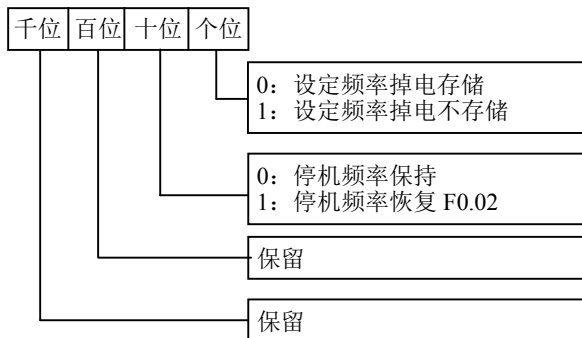 千位 百位 十位 个位
0：设定频率掉电存储
1：设定频率掉电不存储
0：停机频率保持
1：停机频率恢复 F0.02
保留
保留